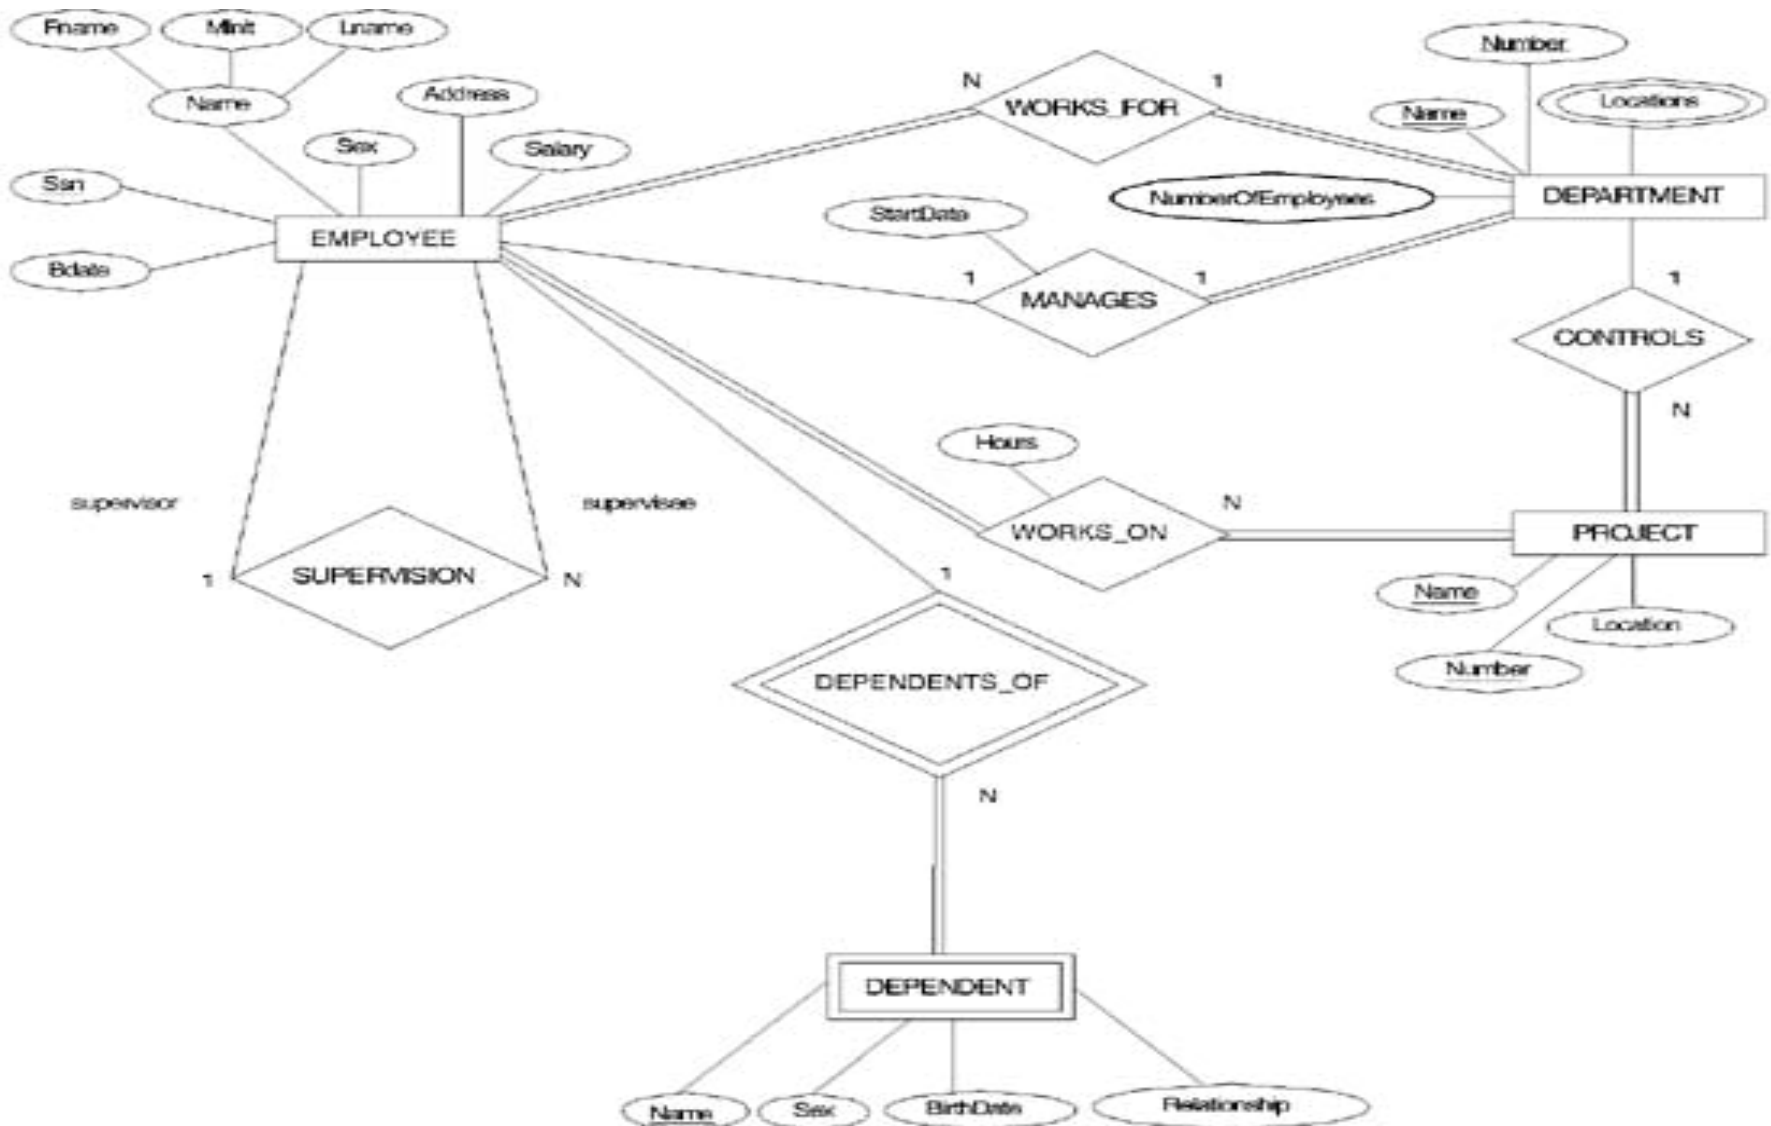 Fname
Minit
Lname
Name
Address
Sex
Salary
Ssn
Bdate
EMPLOYEE
N
WORKS_FOR
1
Number
Name
Locations
NumberOfEmployees
DEPARTMENT
StartDate
1
MANAGES
1
1
CONTROLS
N
supervisor
supervisee
1
SUPERVISION
N
Hours
WORKS_ON
N
PROJECT
Name
Location
Number
1
DEPENDENTS_OF
N
DEPENDENT
Name
Sex
BirthDate
Relationship